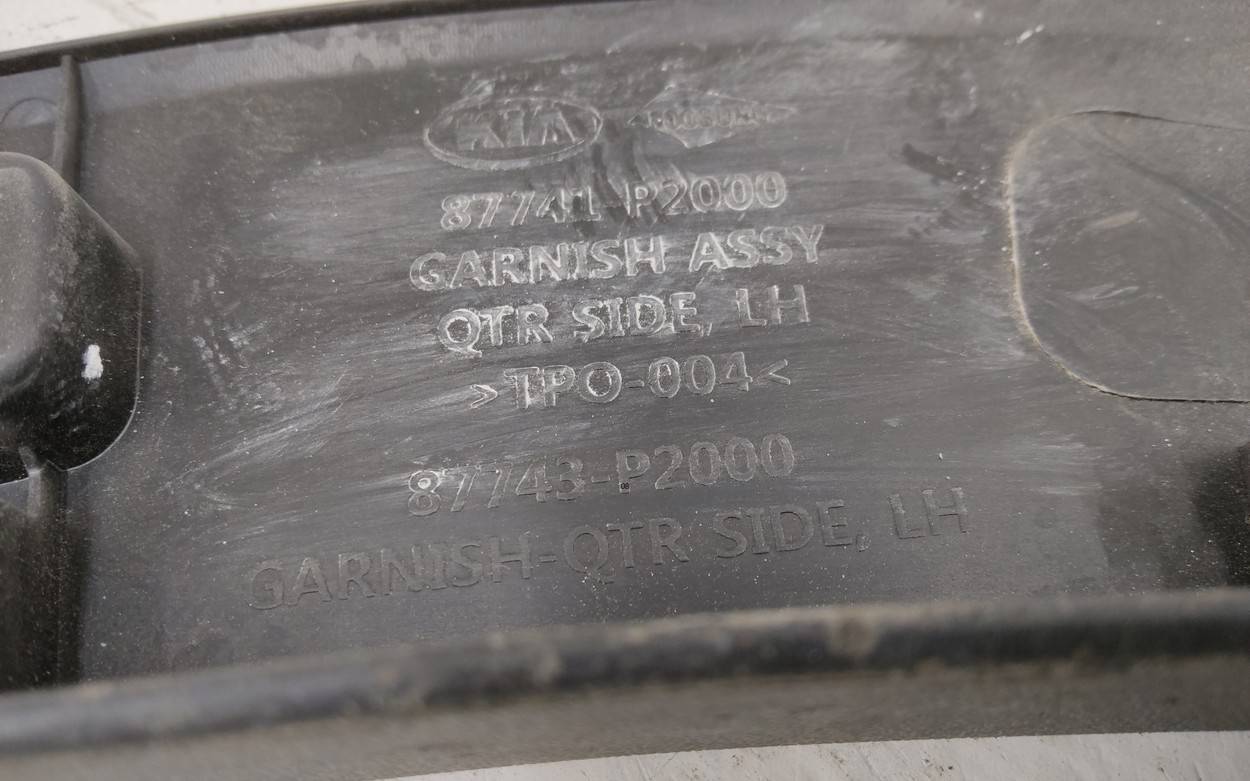 KIA
87741-P2000
GARNISH ASSY
QTR SIDE, LH
>TPO-004<
87743-P2000
GARNISH-QTR SIDE, LH